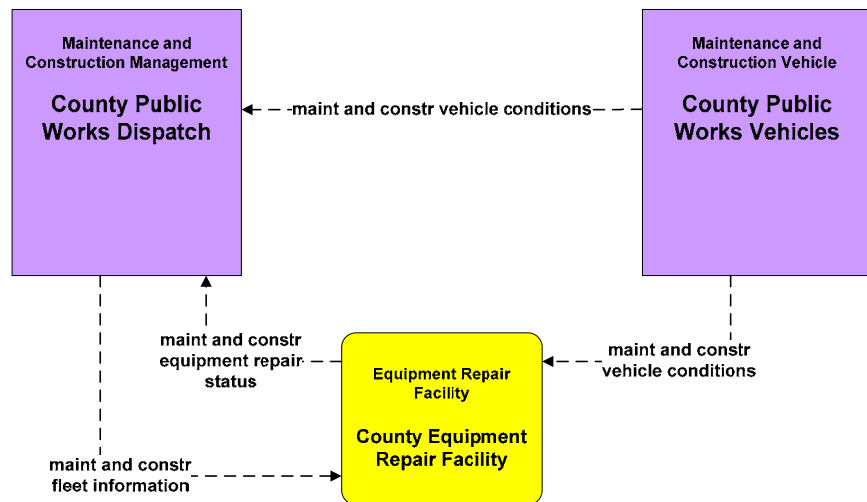 Maintenance and
Construction Management
County Public
Works Dispatch
Maintenance and
Construction Vehicle
County Public
Works Vehicles
maint and constr vehicle conditions
maint and constr
equipment repair
status
maint and constr
vehicle conditions
Equipment Repair
Facility
County Equipment
Repair Facility
maint and constr
fleet information